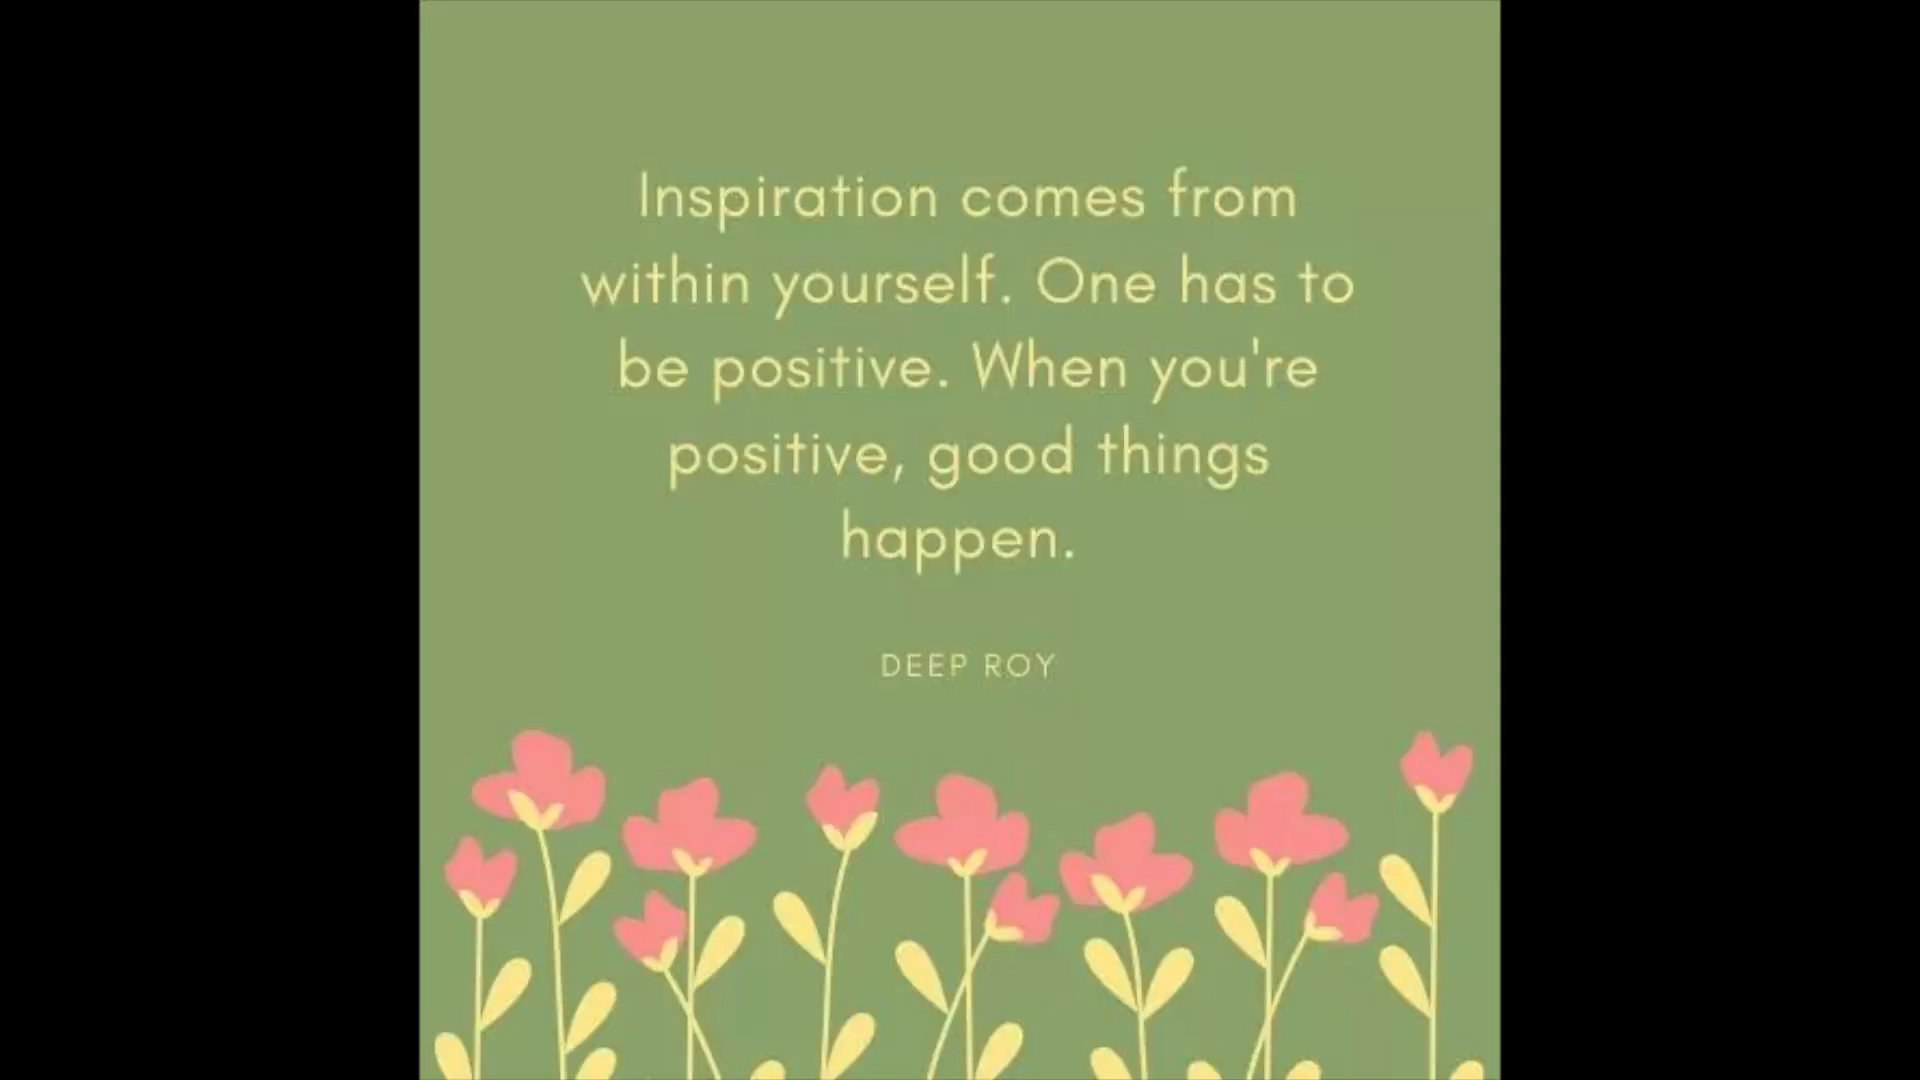 Inspiration comes from
within yourself. One has to
be positive. When you're
positive, good things
happen.
DEEP ROY